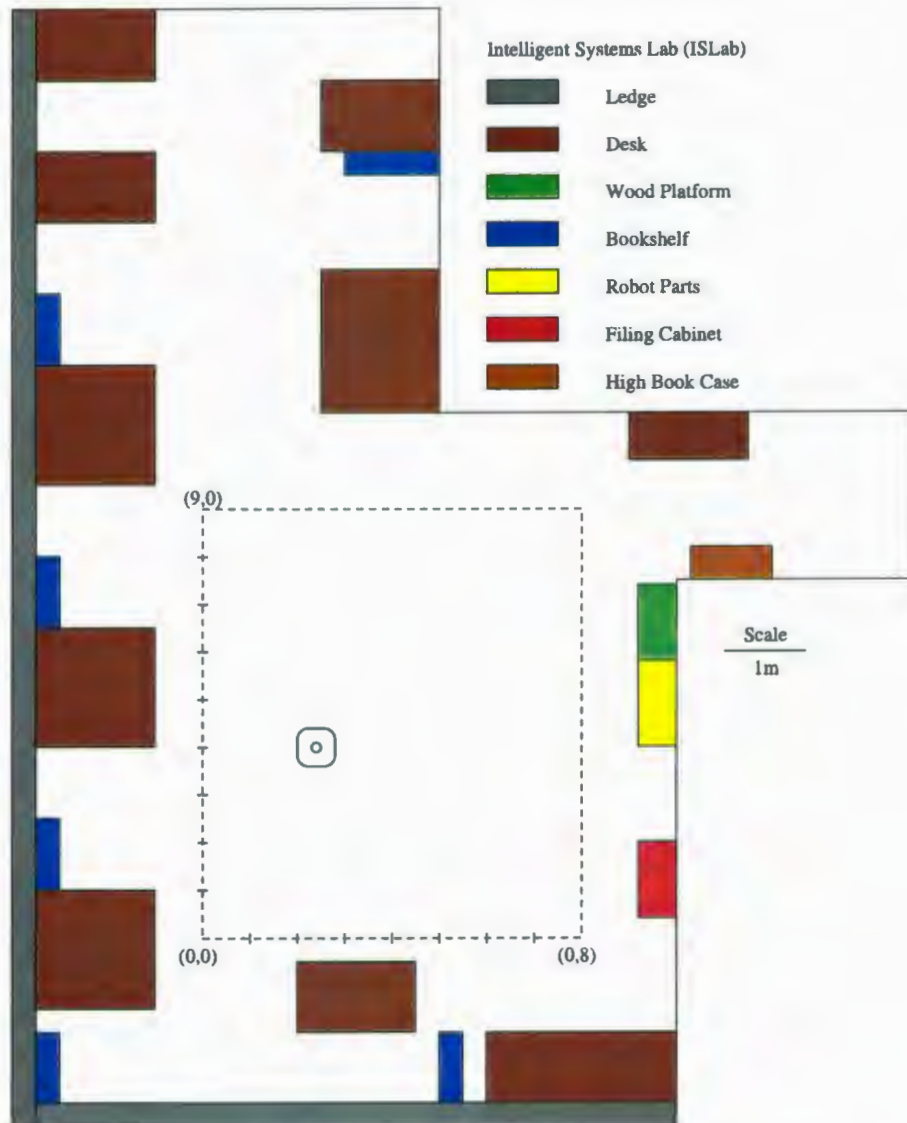 Intelligent Systems Lab (ISLab)
Ledge
Desk
Wood Platform
Bookshelf
Robot Parts
Filing Cabinet
High Book Case
(9,0)
Scale
1m
(0,0)
(0,8)